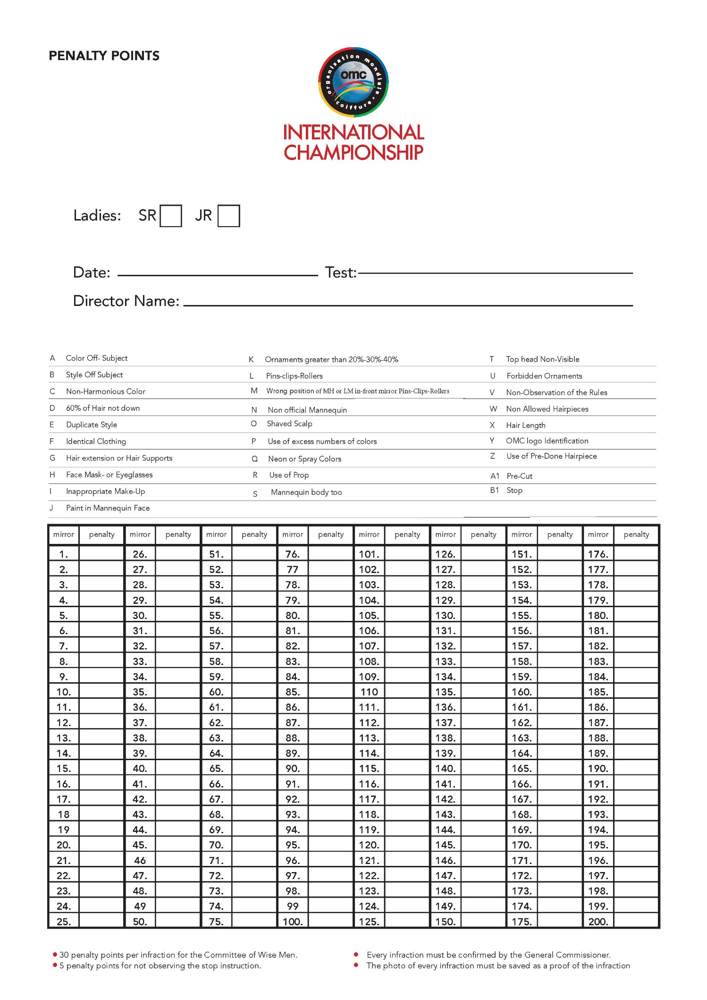 PENALTY POINTS
organisation mondiale coiffure
omc
INTERNATIONAL
CHAMPIONSHIP
Ladies: SR JR
Date: Test:
Director Name:
A Color Off- Subject K Ornaments greater than 20%-30%-40% T Top head Non-Visible
B Style Off Subject L Pins-clips-Rollers U Forbidden Ornaments
C Non-Harmonious Color M Wrong position of MH or LM in-front mirror Pins-Clips-Rollers V Non-Observation of the Rules
D 60% of Hair not down N Non official Mannequin W Non Allowed Hairpieces
E Duplicate Style O Shaved Scalp X Hair Length
F Identical Clothing P Use of excess numbers of colors Y OMC logo Identification
G Hair extension or Hair Supports Q Neon or Spray Colors Z Use of Pre-Done Hairpiece
H Face Mask- or Eyeglasses R Use of Prop A1 Pre-Cut
I Inappropriate Make-Up S Mannequin body too B1 Stop
J Paint in Mannequin Face
mirror penalty mirror penalty mirror penalty mirror penalty mirror penalty mirror penalty mirror penalty mirror penalty
1. 26. 51. 76. 101. 126. 151. 176.
2. 27. 52. 77 102. 127. 152. 177.
3. 28. 53. 78. 103. 128. 153. 178.
4. 29. 54. 79. 104. 129. 154. 179.
5. 30. 55. 80. 105. 130. 155. 180.
6. 31. 56. 81. 106. 131. 156. 181.
7. 32. 57. 82. 107. 132. 157. 182.
8. 33. 58. 83. 108. 133. 158. 183.
9. 34. 59. 84. 109. 134. 159. 184.
10. 35. 60. 85. 110 135. 160. 185.
11. 36. 61. 86. 111. 136. 161. 186.
12. 37. 62. 87. 112. 137. 162. 187.
13. 38. 63. 88. 113. 138. 163. 188.
14. 39. 64. 89. 114. 139. 164. 189.
15. 40. 65. 90. 115. 140. 165. 190.
16. 41. 66. 91. 116. 141. 166. 191.
17. 42. 67. 92. 117. 142. 167. 192.
18 43. 68. 93. 118. 143. 168. 193.
19 44. 69. 94. 119. 144. 169. 194.
20. 45. 70. 95. 120. 145. 170. 195.
21. 46 71. 96. 121. 146. 171. 196.
22. 47. 72. 97. 122. 147. 172. 197.
23. 48. 73. 98. 123. 148. 173. 198.
24. 49 74. 99 124. 149. 174. 199.
25. 50. 75. 100. 125. 150. 175. 200.
• 30 penalty points per infraction for the Committee of Wise Men. • Every infraction must be confirmed by the General Commissioner.
• 5 penalty points for not observing the stop instruction. • The photo of every infraction must be saved as a proof of the infraction